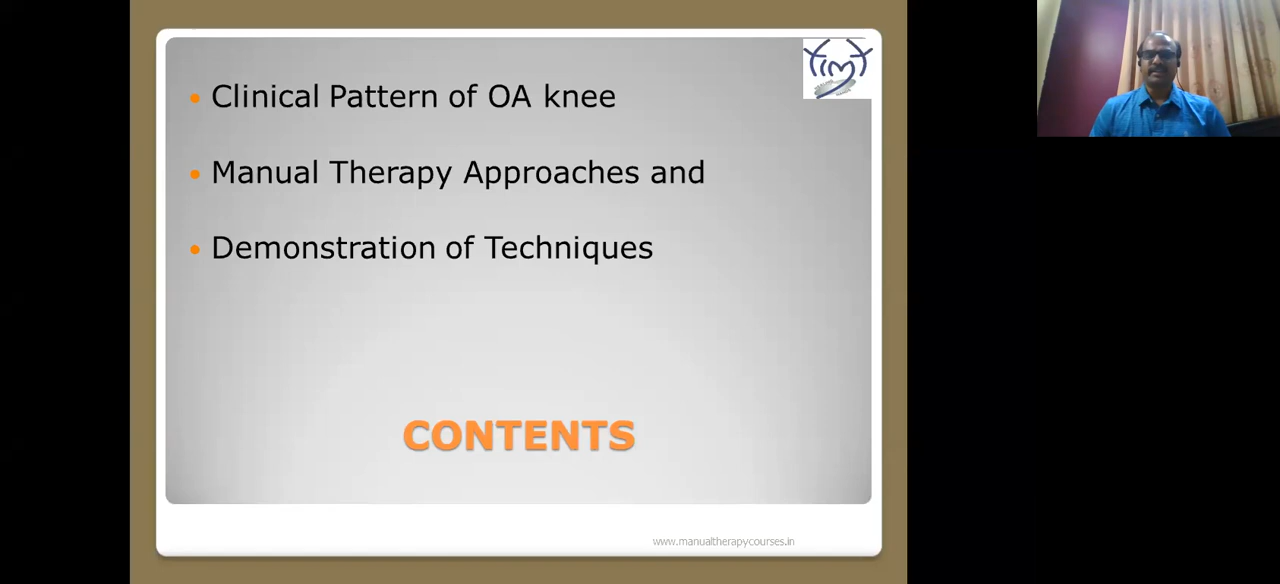 Clinical Pattern of OA knee
Manual Therapy Approaches and
Demonstration of Techniques
CONTENTS
www.manualtherapycourses.in